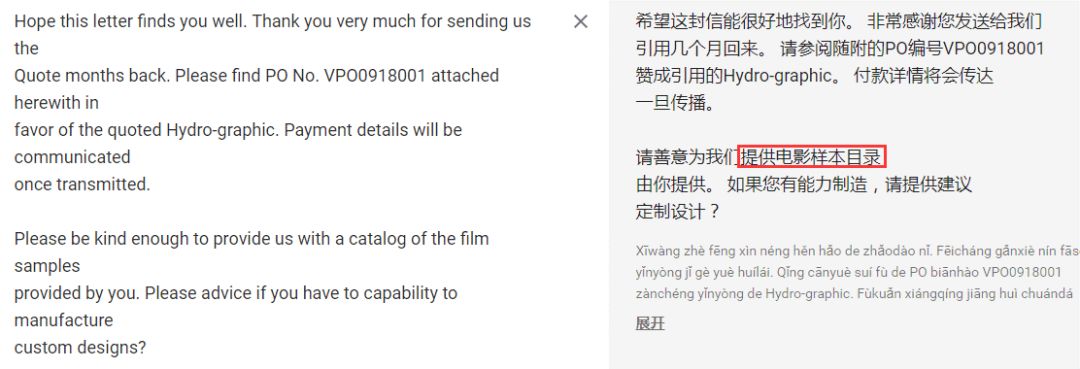 Hope this letter finds you well. Thank you very much for sending us
the
Quote months back. Please find PO No. VPO0918001 attached
herewith in
favor of the quoted Hydro-graphic. Payment details will be
communicated
once transmitted.
Please be kind enough to provide us with a catalog of the film
samples
provided by you. Please advice if you have to capability to
manufacture
custom designs?
希望这封信能很好地找到你。 非常感谢您发送给我们
引用几个月回来。 请参阅随附的PO编号VPO0918001
赞成引用的Hydro-graphic。 付款详情将会传达
一旦传播。
请善意为我们提供电影样本目录
由你提供。 如果您有能力制造，请提供建议
定制设计？
Xīwàng zhè fēng xìn néng hěn hǎo de zhǎodào nǐ. Fēicháng gǎnxiè nín fāsò
yǐnyòng jǐ gè yuè huílái. Qǐng cānyuè suí fù de PO biānhào VPO0918001
zànchéng yǐnyòng de Hydro-graphic. Fùkuǎn xiángqíng jiāng huì chuándá
展开